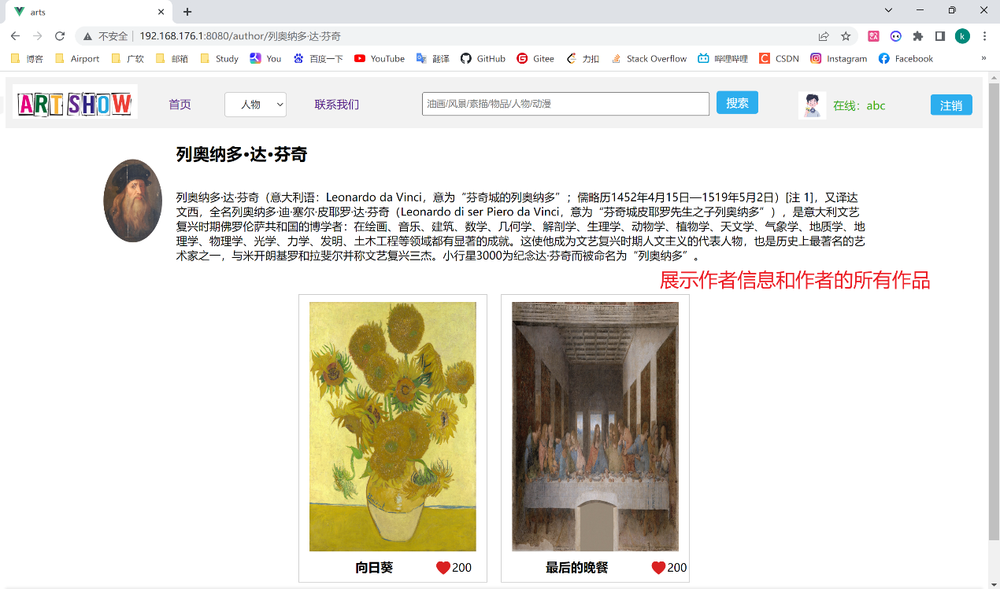 arts
不安全 192.168.176.1:8080/author/列奥纳多·达·芬奇
k
博客 Airport 广软 邮箱 Study You 百度一下 YouTube 翻译 GitHub Gitee 力扣 Stack Overflow 哔哩哔哩 CSDN Instagram Facebook »
ART SHOW 首页 人物 联系我们 油画/风景/素描/物品/人物/动漫 搜索 在线：abc 注销
列奥纳多·达·芬奇
列奥纳多·达·芬奇（意大利语：Leonardo da Vinci，意为“芬奇城的列奥纳多”；儒略历1452年4月15日—1519年5月2日）[注 1]，又译达
文西，全名列奥纳多·迪·塞尔·皮耶罗·达·芬奇（Leonardo di ser Piero da Vinci，意为“芬奇城皮耶罗先生之子列奥纳多”），是意大利文艺
复兴时期佛罗伦萨共和国的博学者：在绘画、音乐、建筑、数学、几何学、解剖学、生理学、动物学、植物学、天文学、气象学、地质学、地
理学、物理学、光学、力学、发明、土木工程等领域都有显著的成就。这使他成为文艺复兴时期人文主义的代表人物，也是历史上最著名的艺
术家之一，与米开朗基罗和拉斐尔并称文艺复兴三杰。小行星3000为纪念达·芬奇而被命名为“列奥纳多”。
展示作者信息和作者的所有作品
向日葵 200
最后的晚餐 200